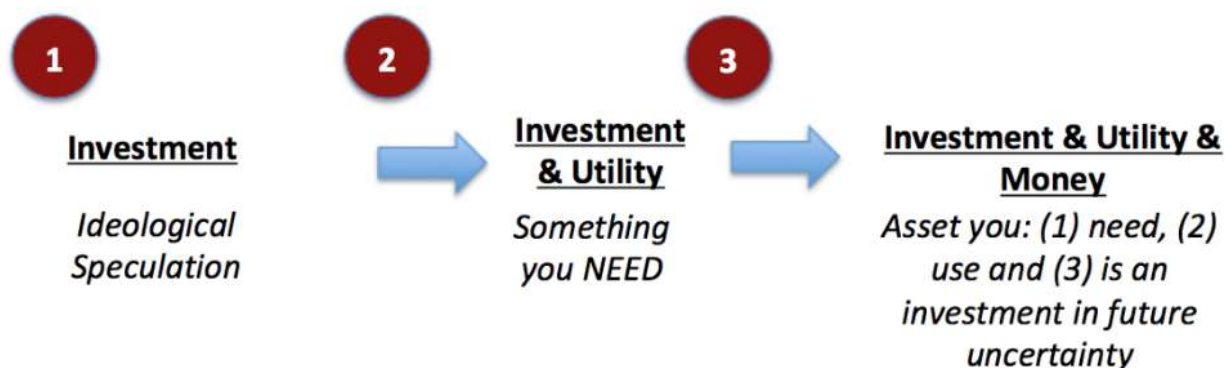 1
2
3
Investment
Ideological
Speculation
Investment
& Utility
Something
you NEED
Investment & Utility &
Money
Asset you: (1) need, (2)
use and (3) is an
investment in future
uncertainty